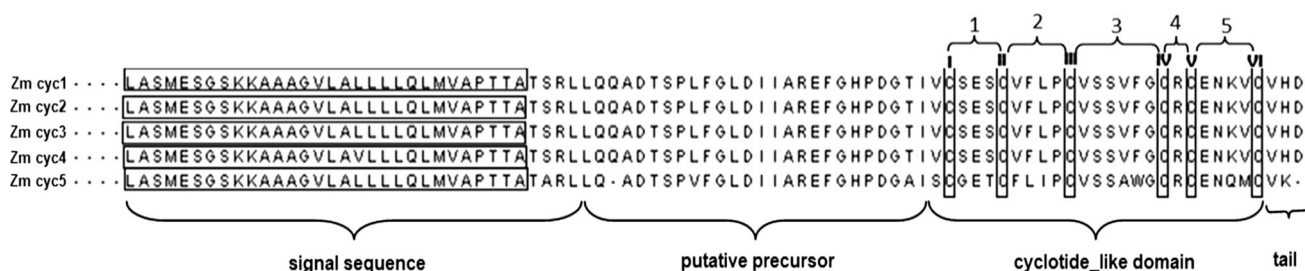 1 2 3 4 5
I II III IV V VI
Zm cyc1 · · · · LASMESGSKKAAAGVLALLLLQLMVAPTTATSRLLQQADTSPLFGLDIIAREFGHPDGTIVCSESCVFLPCVSSVFGCRCENKVCVHD
Zm cyc2 · · · · LASMESGSKKAAAGVLALLLLQLMVAPTTATSRLLQQADTSPLFGLDIIAREFGHPDGTIVCSESCVFLPCVSSVFGCRCENKVCVHD
Zm cyc3 · · · · LASMESGSKKAAAGVLALLLLQLMVAPTTATSRLLQQADTSPLFGLDIIAREFGHPDGTIVCSESCVFLPCVSSVFGCRCENKVCVHD
Zm cyc4 · · · · LASMESGSKKAAAGVLAVLLLQLMVAPTTATSRLLQQADTSPLFGLDIIAREFGHPDGTIVCSESCVFLPCVSSVFGCRCENKVCVHD
Zm cyc5 · · · · LASMESGSKKAAAGVLALLLLQLMVAPTTATARLLQ·ADTSPVFGLDIIAREFGHPDGAISCGETCFLIPCVSSAWGCRCENQMCVK·
signal sequence putative precursor cyclotide_like domain tail